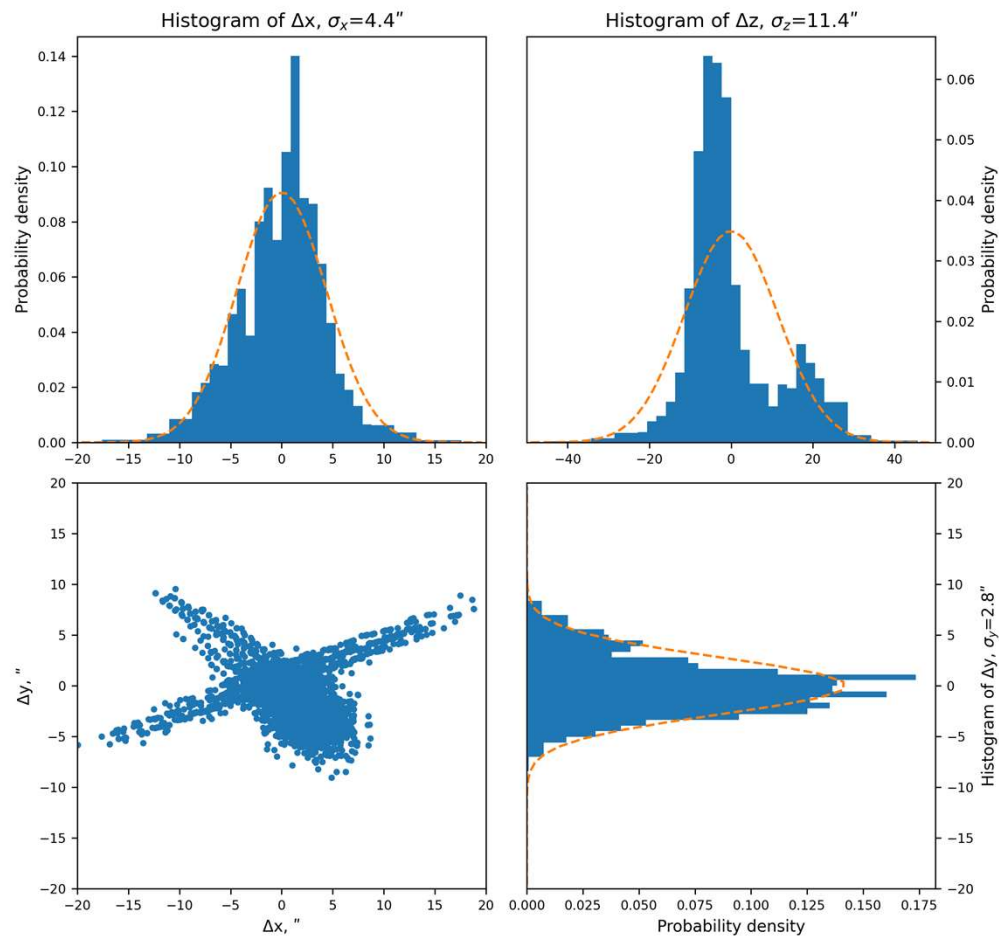 Histogram of Δx, σx=4.4″
Histogram of Δz, σz=11.4″
0.14
0.12
0.10
0.08
0.06
0.04
0.02
0.00
Probability density
0.06
0.05
0.04
0.03
0.02
0.01
0.00
Probability density
−20 −15 −10 −5 0 5 10 15 20
−40 −20 0 20 40
20
15
10
5
0
−5
−10
−15
−20
Δy, ″
20
15
10
5
0
−5
−10
−15
−20
Histogram of Δy, σy=2.8″
−20 −15 −10 −5 0 5 10 15 20
0.000 0.025 0.050 0.075 0.100 0.125 0.150 0.175
Δx, ″
Probability density